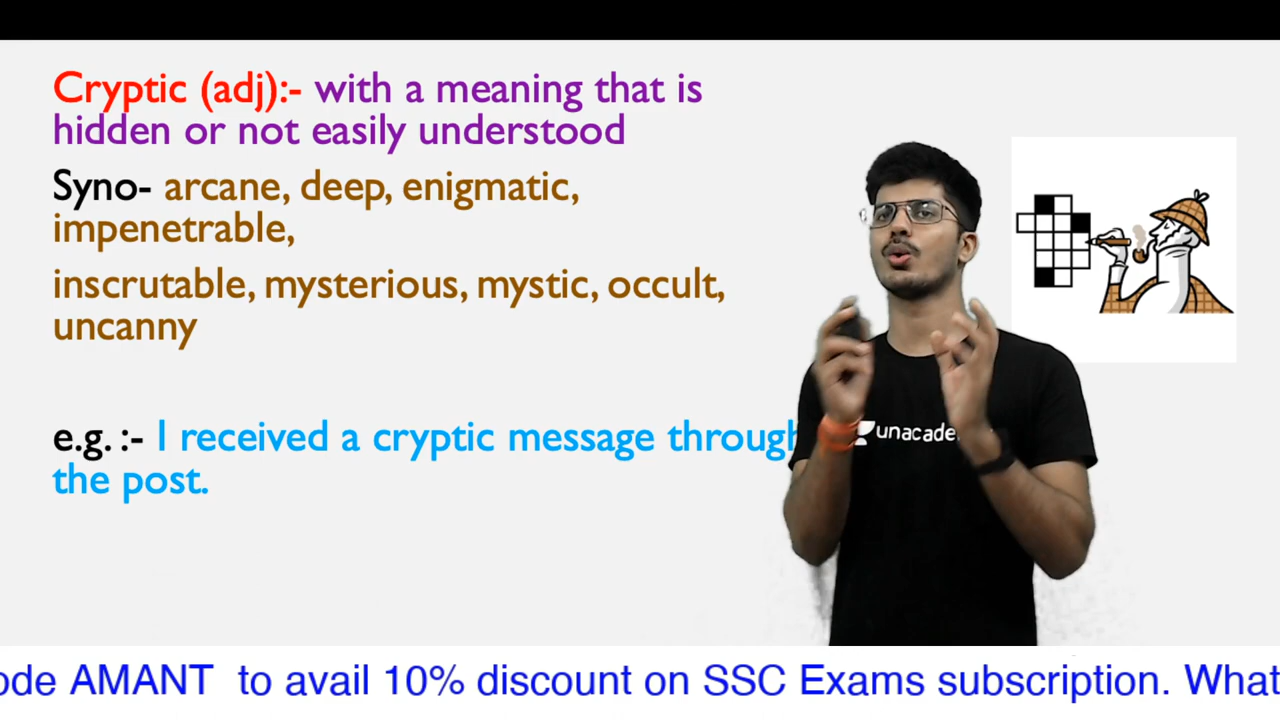 Cryptic (adj):- with a meaning that is
hidden or not easily understood
Syno- arcane, deep, enigmatic,
impenetrable,
inscrutable, mysterious, mystic, occult,
uncanny
e.g. :- I received a cryptic message through
the post.
unacade
ode AMANT to avail 10% discount on SSC Exams subscription. What